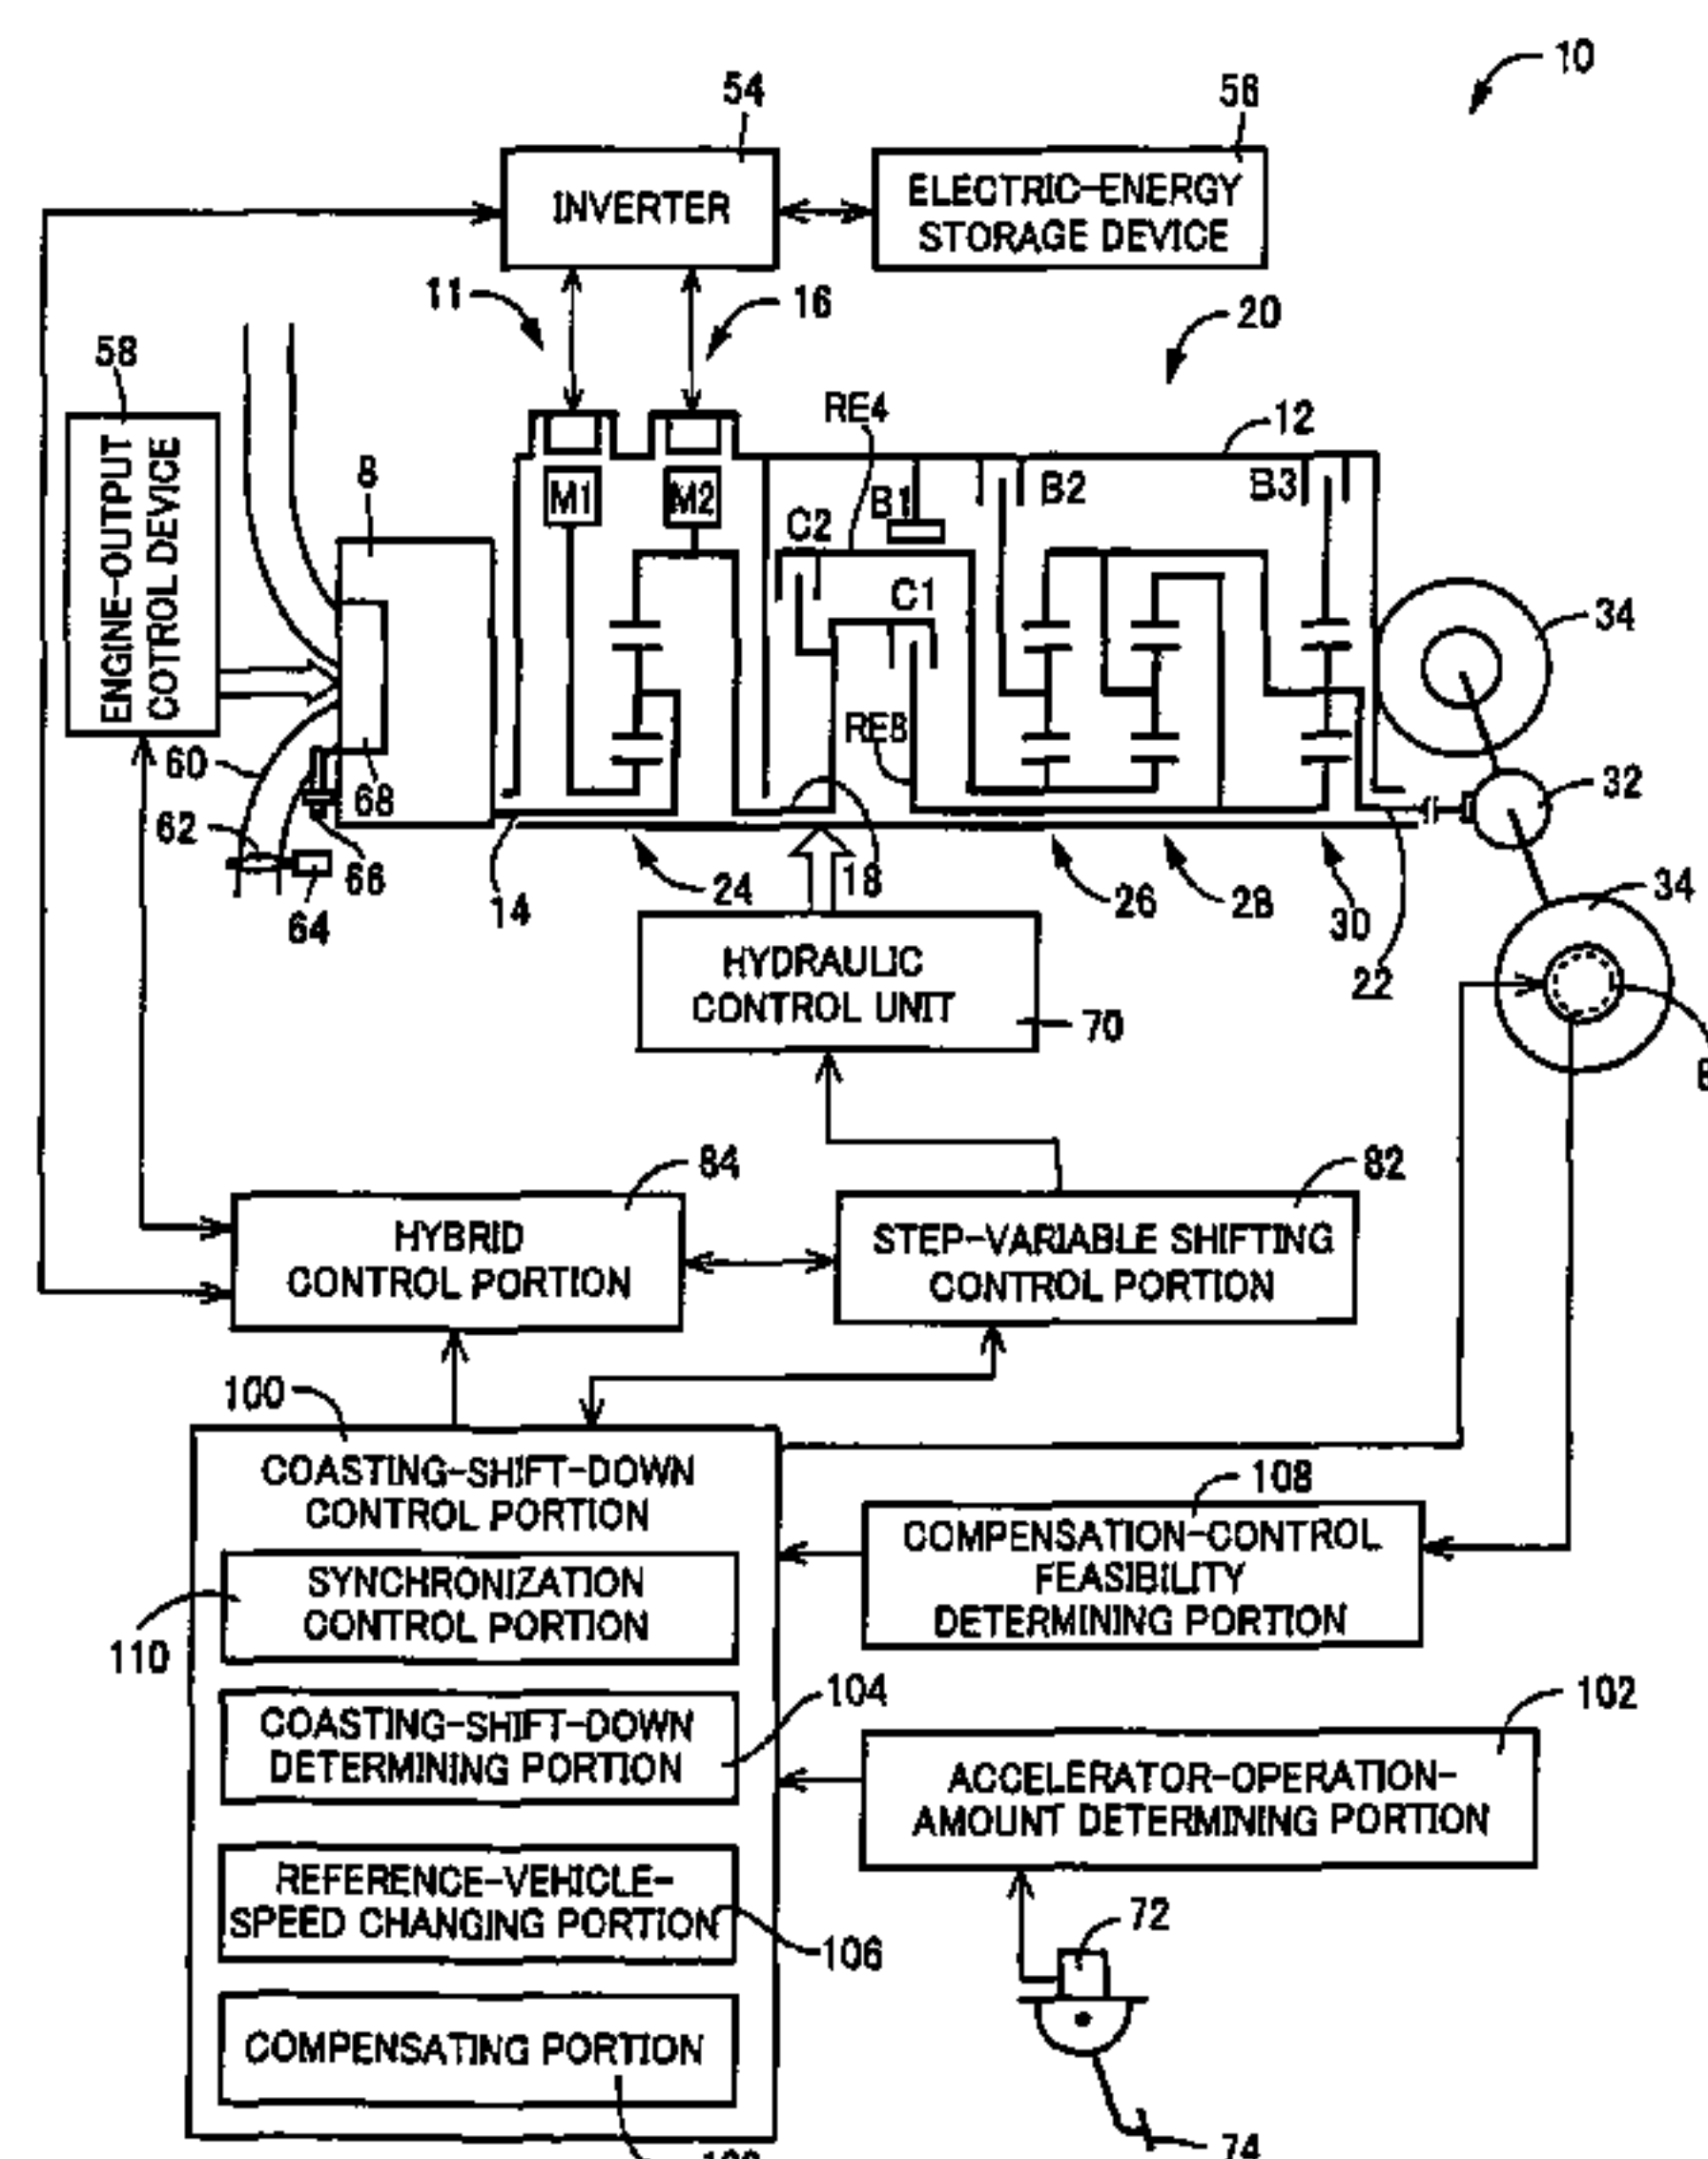 10
54
56
INVERTER
ELECTRIC-ENERGY
STORAGE DEVICE
11
16
20
58
RE4
12
ENGINE-OUTPUT
COTROL DEVICE
8
M1
M2
C2
B1
B2
B3
C1
34
60
68
32
62
66
64
14
24
18
26
28
30
22
34
HYDRAULIC
CONTROL UNIT
70
84
82
HYBRID
CONTROL PORTION
STEP-VARIABLE SHIFTING
CONTROL PORTION
100
COASTING-SHIFT-DOWN
CONTROL PORTION
108
COMPENSATION-CONTROL
FEASIBILITY
DETERMINING PORTION
SYNCHRONIZATION
CONTROL PORTION
110
104
102
COASTING-SHIFT-DOWN
DETERMINING PORTION
ACCELERATOR-OPERATION-
AMOUNT DETERMINING PORTION
REFERENCE-VEHICLE-
SPEED CHANGING PORTION
106
72
COMPENSATING PORTION
74